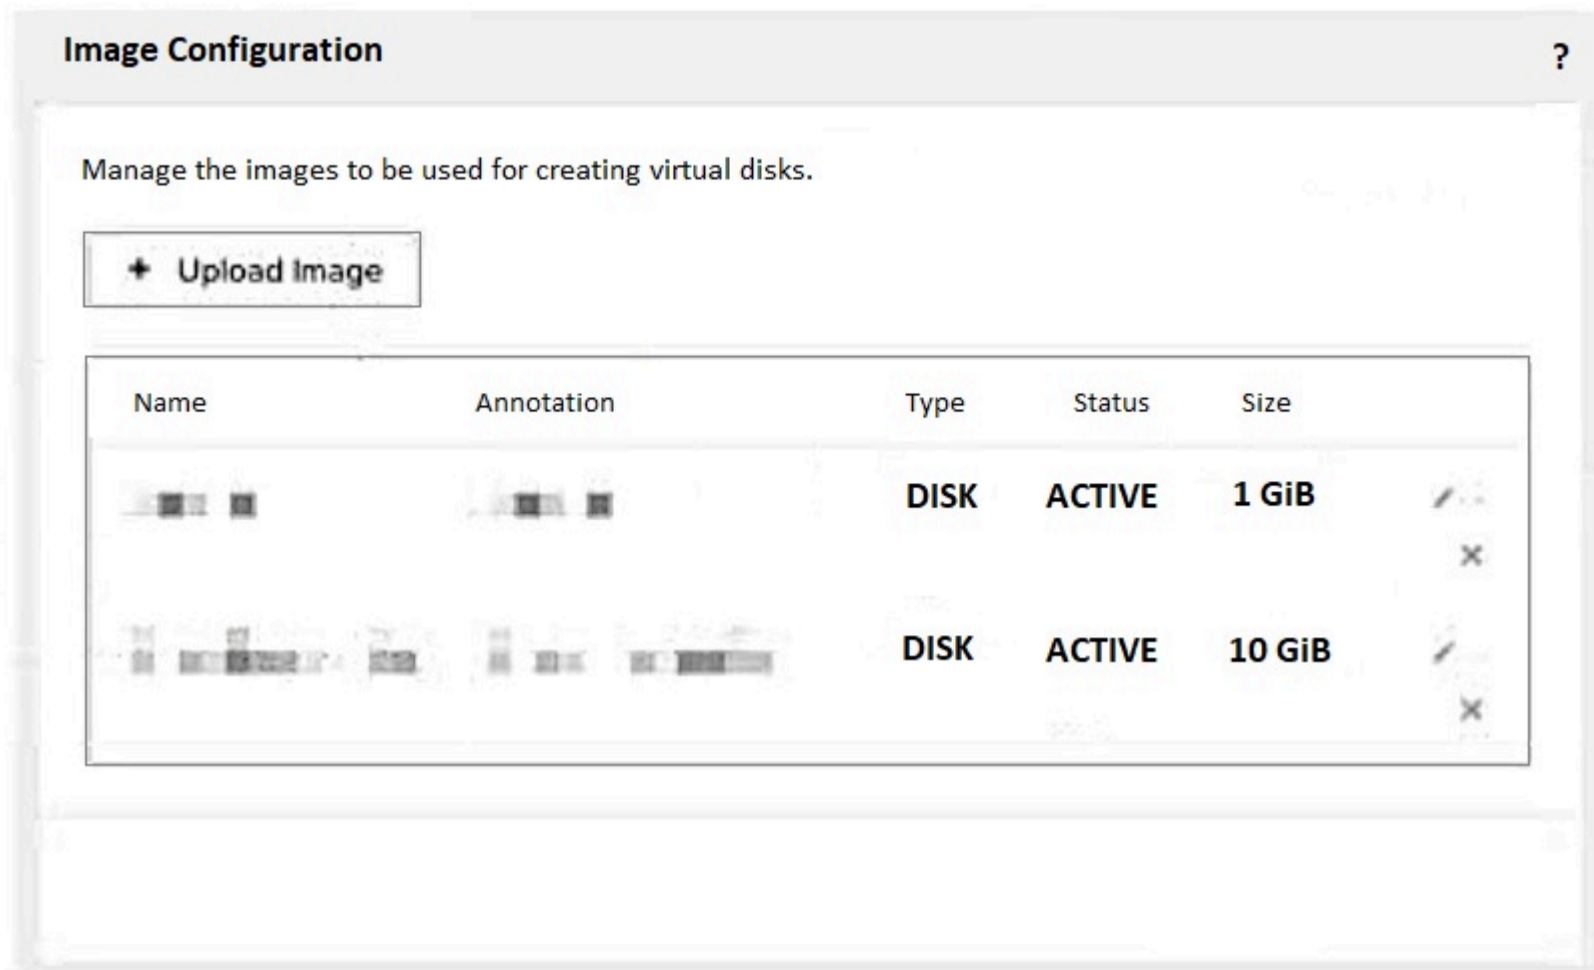 Image Configuration ?
Manage the images to be used for creating virtual disks.
+ Upload Image
Name Annotation Type Status Size
DISK ACTIVE 1 GiB
DISK ACTIVE 10 GiB